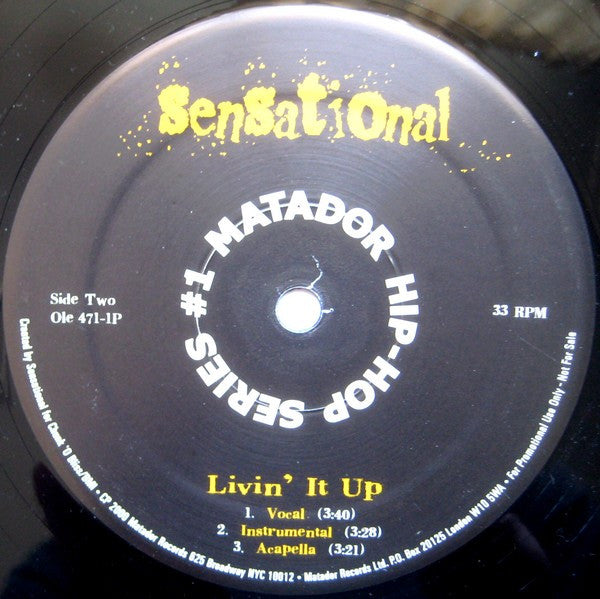 Sensational
MATADOR HIP-HOP SERIES #1
Side Two
Ole 471-1P
33 RPM
Livin' It Up
1. Vocal (3:40)
2. Instrumental (3:28)
3. Acapella (3:21)
Created by Sensational for Chunk 'O Bliss/BMI • CP 2000 Matador Records 625 Broadway NYC 10012 • Matador Records Ltd. P.O. Box 20125 London W10 5WA • For Promotional Use Only - Not For Sale